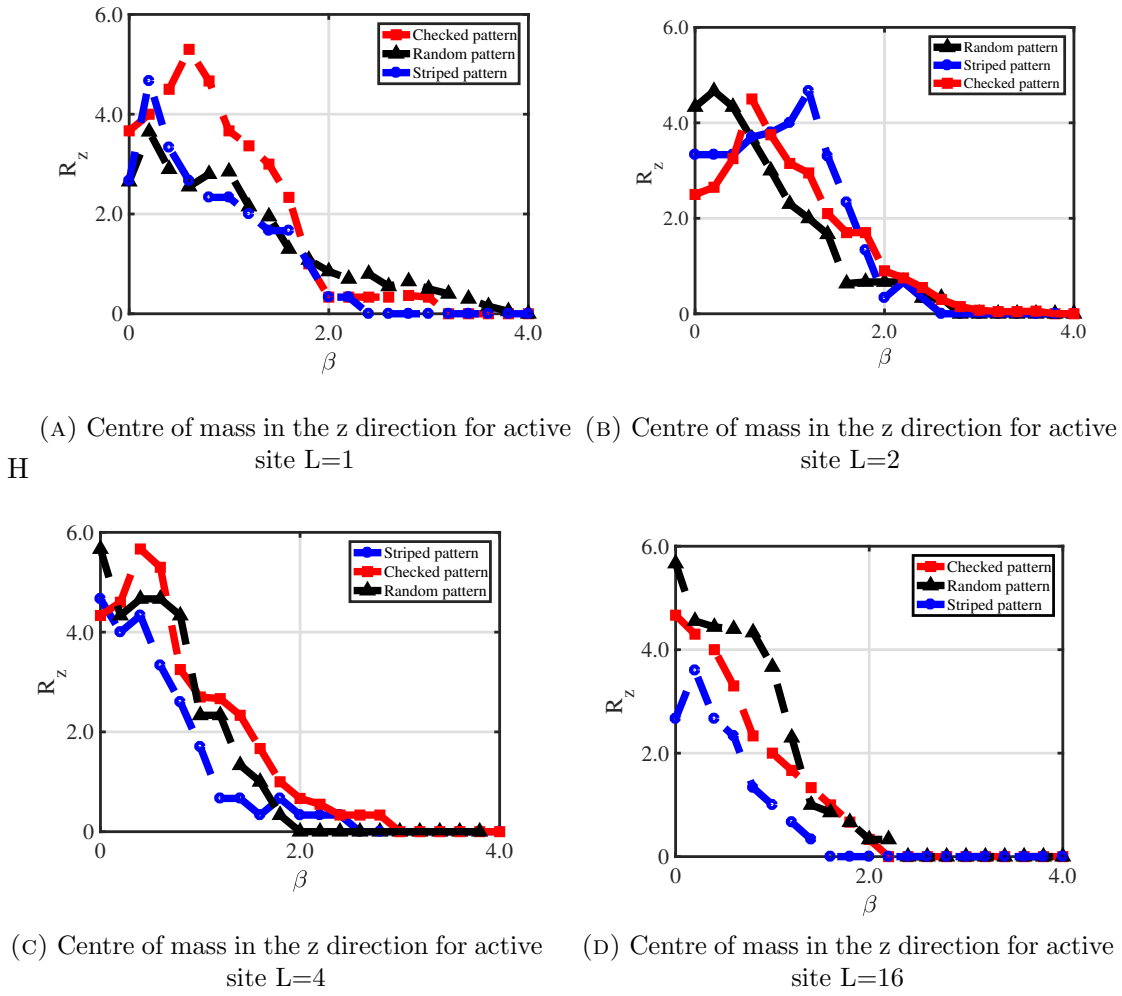 6.0
4.0
2.0
0
R_z
0
2.0
4.0
β
Checked pattern
Random pattern
Striped pattern
6
4.0
2.0
0
R_z
0
2.0
4.0
β
Random pattern
Striped pattern
Checked pattern
(A) Centre of mass in the z direction for active
site L=1
(B) Centre of mass in the z direction for active
site L=2
H
6.0
4.0
2.0
0
R_z
0
2.0
4.0
β
Striped pattern
Checked pattern
Random pattern
6.0
4.0
2.0
0
R_z
0
2.0
4.0
β
Checked pattern
Random pattern
Striped pattern
(C) Centre of mass in the z direction for active
site L=4
(D) Centre of mass in the z direction for active
site L=16